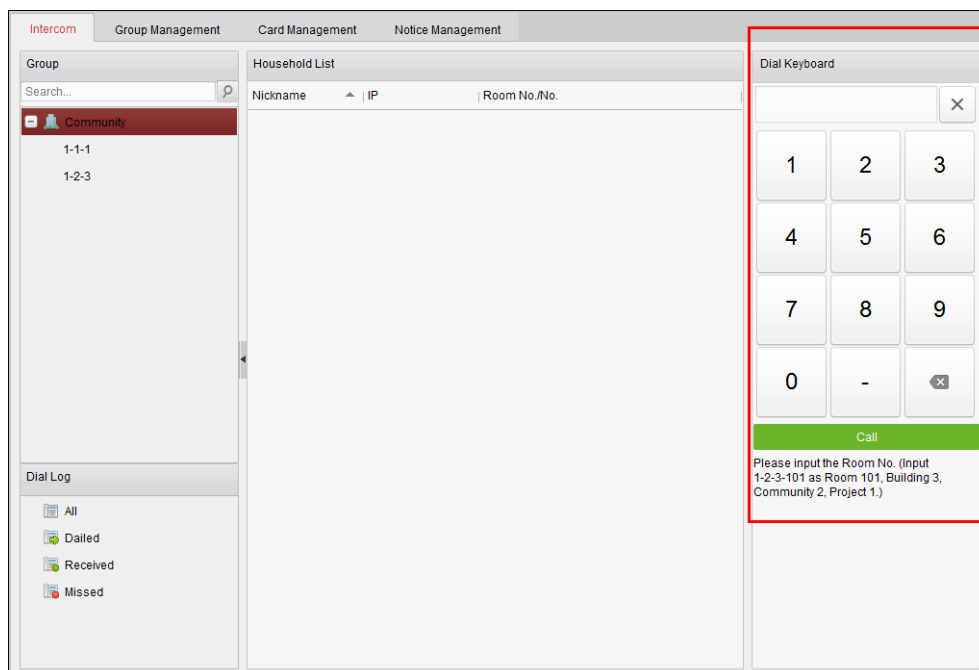 Intercom
Group Management
Card Management
Notice Management
Group
Search...
Community
1-1-1
1-2-3
Dial Log
All
Dailed
Received
Missed
Household List
Nickname
IP
Room No./No.
Dial Keyboard
1 2 3
4 5 6
7 8 9
0 -
Call
Please input the Room No. (Input
1-2-3-101 as Room 101, Building 3,
Community 2, Project 1.)